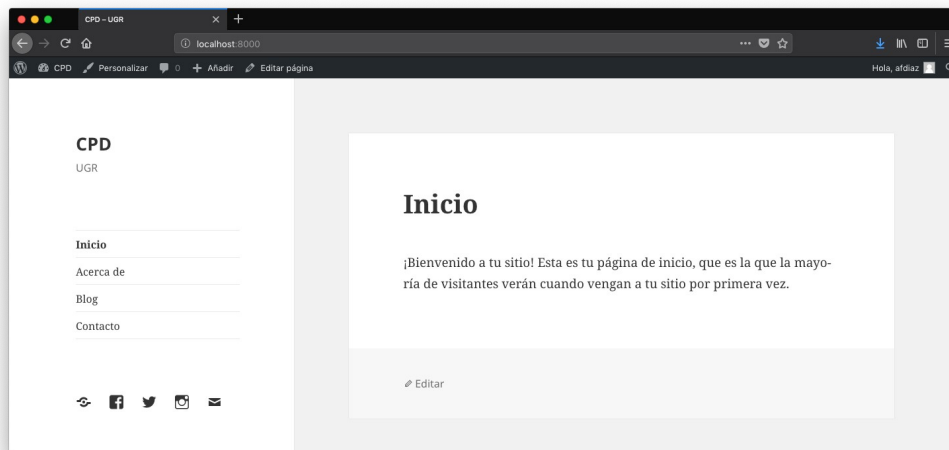 CPD – UGR
localhost:8000
CPD Personalizar 0 Añadir Editar página Hola, afdiaz
CPD
UGR
Inicio
Acerca de
Blog
Contacto
Inicio
¡Bienvenido a tu sitio! Esta es tu página de inicio, que es la que la mayo-
ría de visitantes verán cuando vengan a tu sitio por primera vez.
Editar